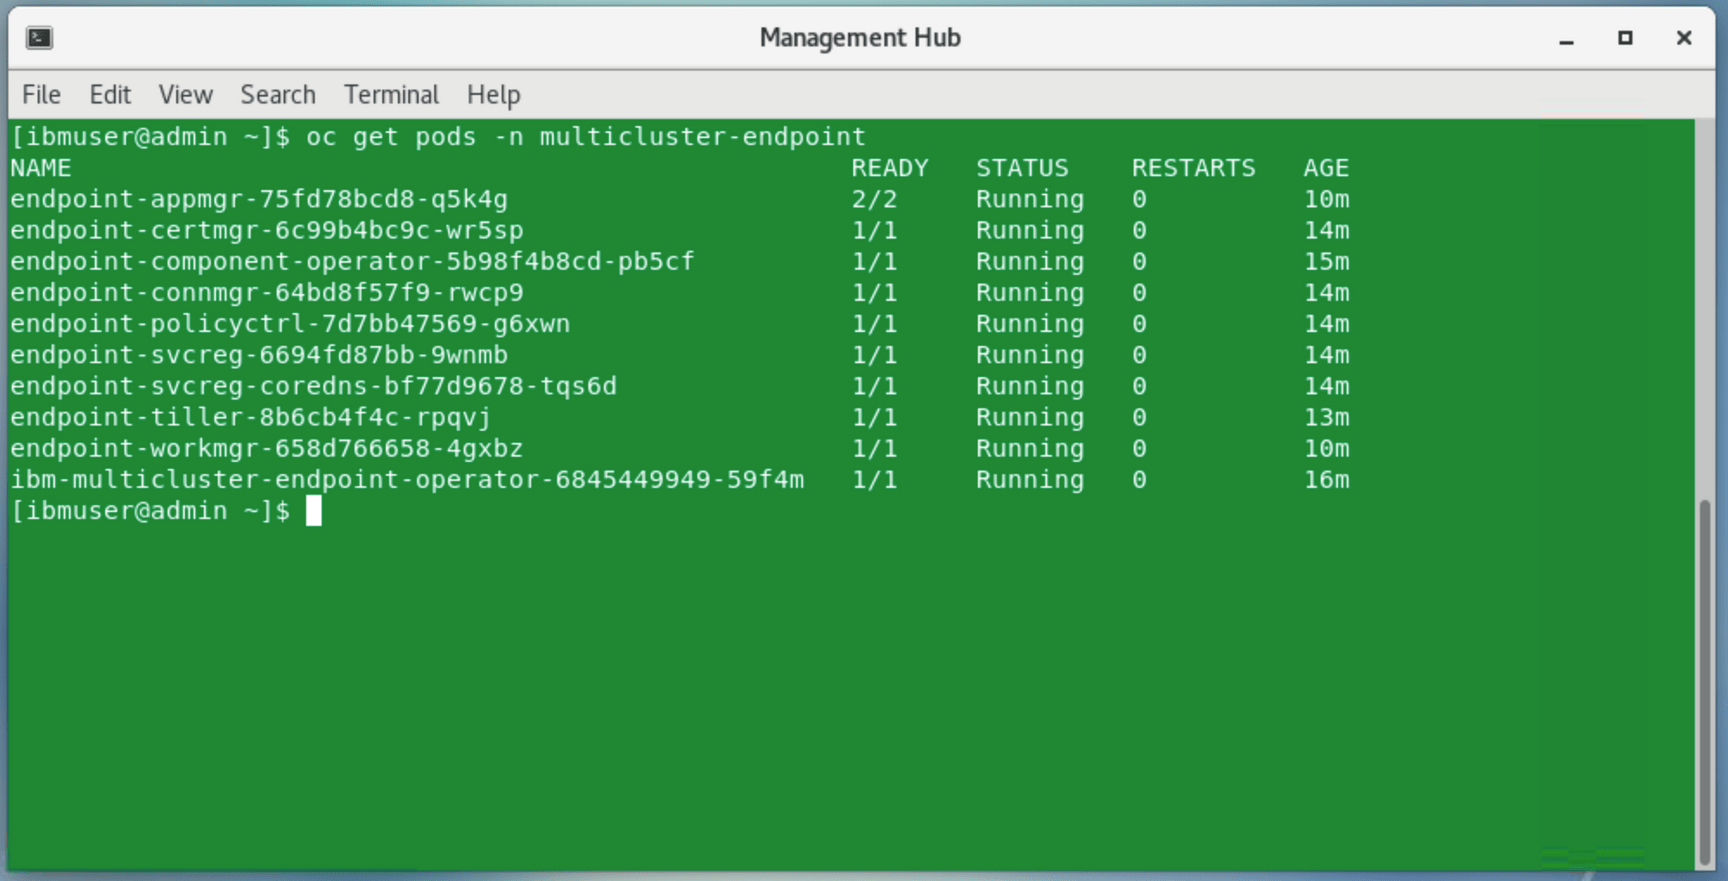 Management Hub
File Edit View Search Terminal Help
[ibmuser@admin ~]$ oc get pods -n multicluster-endpoint
NAME READY STATUS RESTARTS AGE
endpoint-appmgr-75fd78bcd8-q5k4g 2/2 Running 0 10m
endpoint-certmgr-6c99b4bc9c-wr5sp 1/1 Running 0 14m
endpoint-component-operator-5b98f4b8cd-pb5cf 1/1 Running 0 15m
endpoint-connmgr-64bd8f57f9-rwcp9 1/1 Running 0 14m
endpoint-policyctrl-7d7bb47569-g6xwn 1/1 Running 0 14m
endpoint-svcreg-6694fd87bb-9wnmb 1/1 Running 0 14m
endpoint-svcreg-coredns-bf77d9678-tqs6d 1/1 Running 0 14m
endpoint-tiller-8b6cb4f4c-rpqvj 1/1 Running 0 13m
endpoint-workmgr-658d766658-4gxbz 1/1 Running 0 10m
ibm-multicluster-endpoint-operator-6845449949-59f4m 1/1 Running 0 16m
[ibmuser@admin ~]$